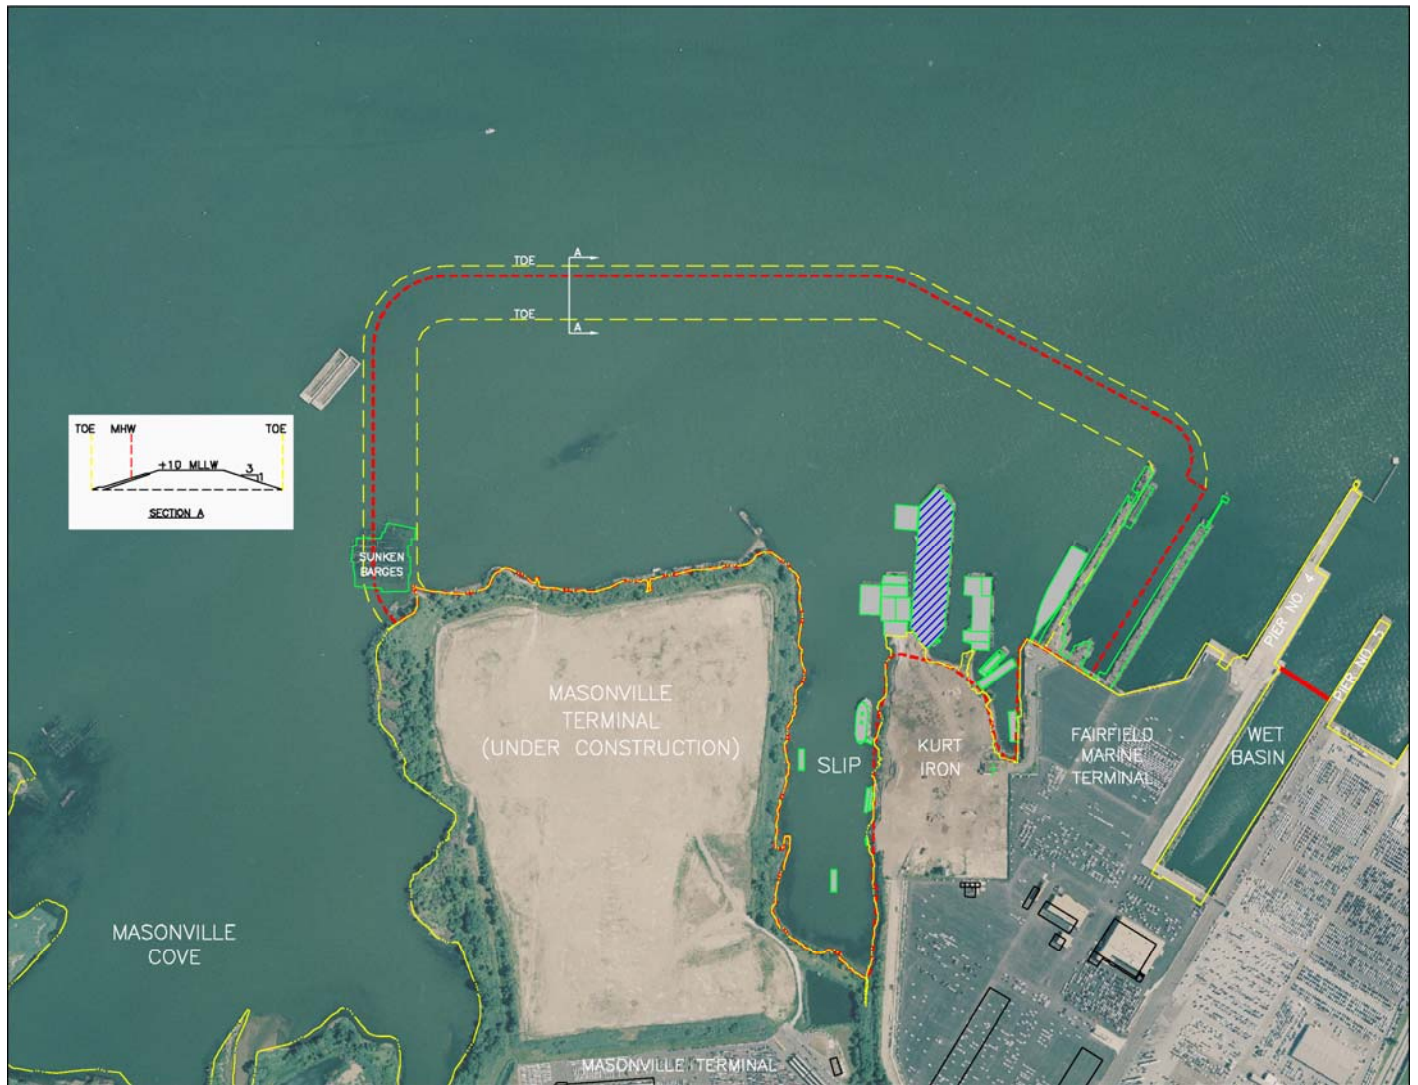 TOE
A
TOE
A
TOE MHW TOE
+10 MLLW
3
1
SECTION A
SUNKEN
BARGES
MASONVILLE
TERMINAL
(UNDER CONSTRUCTION)
SLIP
KURT
IRON
FAIRFIELD
MARINE
TERMINAL
WET
BASIN
PIER NO. 4
PIER NO. 5
MASONVILLE
COVE
MASONVILLE TERMINAL